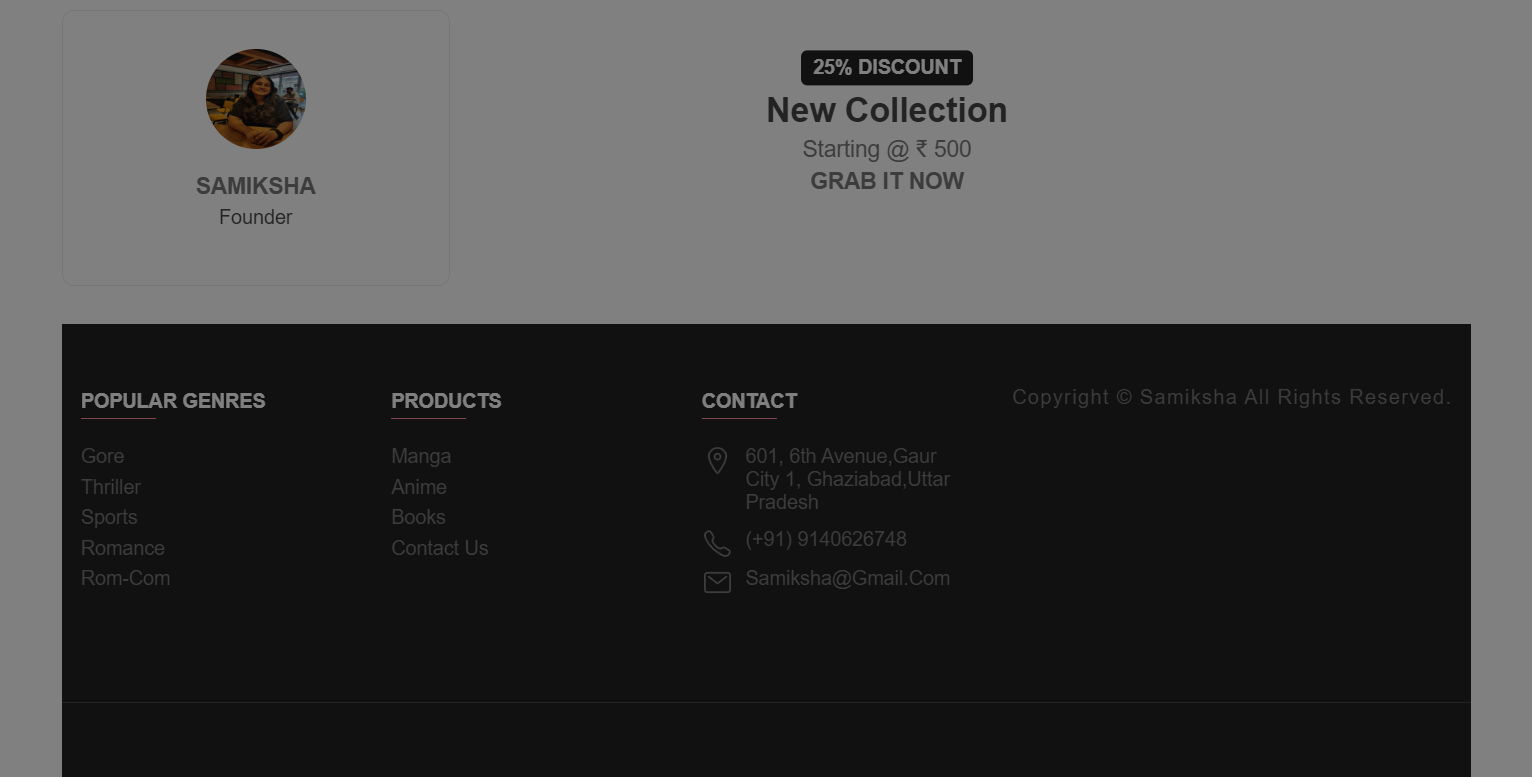 SAMIKSHA
Founder
25% DISCOUNT
New Collection
Starting @ ₹ 500
GRAB IT NOW
POPULAR GENRES
Gore
Thriller
Sports
Romance
Rom-Com
PRODUCTS
Manga
Anime
Books
Contact Us
CONTACT
601, 6th Avenue,Gaur
City 1, Ghaziabad,Uttar
Pradesh
(+91) 9140626748
Samiksha@Gmail.Com
Copyright © Samiksha All Rights Reserved.